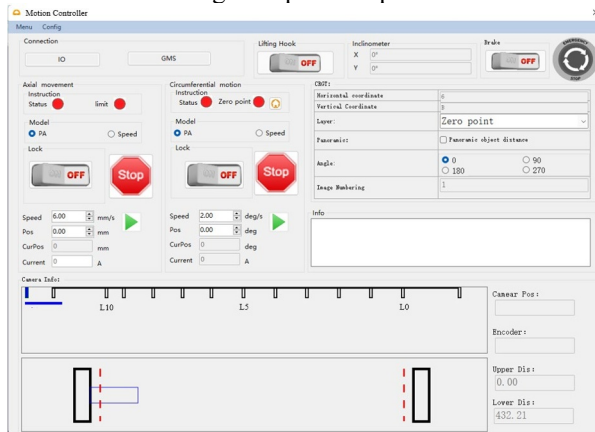 Motion Controller
Menu Config
Connection
IO
GMS
Lifting Hook
OFF
Inclinometer
X 0°
Y 0°
Brake
OFF
EMERGENCY
STOP
Axial movement
Instruction
Status limit
Model
PA Speed
Lock
OFF
Stop
Speed 6.00 mm/s
Pos 0.00 mm
CurPos 0 mm
Current 0 A
Circumferential motion
Instruction
Status Zero point
Model
PA Speed
Lock
OFF
Stop
Speed 2.00 deg/s
Pos 0.00 deg
CurPos 0 deg
Current 0 A
Horizontal coordinate
Vertical Coordinate
Layer: Zero point
Panoramic: Panoramic object distance
Angle: 0 90
180 270
Image Numbering 1
Info
Camera Info:
L10 L5 L0
Camear Pos:
Encoder:
Upper Dis:
0.00
Lower Dis:
432.21